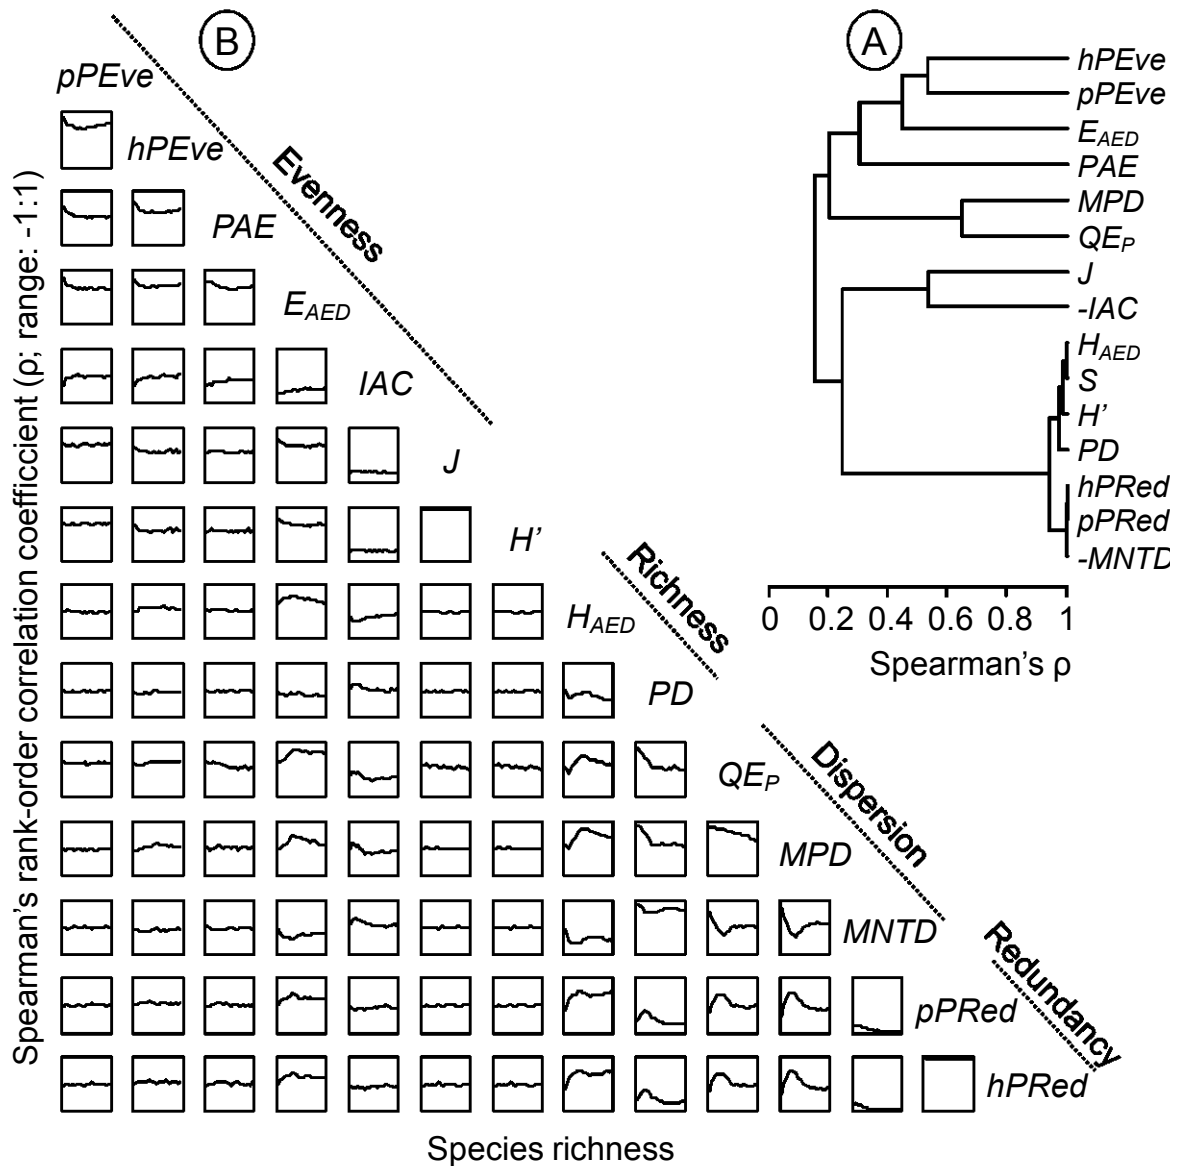 B
pPEve
hPEve
PAE
E_AED
IAC
J
H'
H_AED
PD
QE_P
MPD
MNTD
pPRed
hPRed
Evenness
Richness
Dispersion
Redundancy
Spearman's rank-order correlation coefficcient (ρ; range: -1:1)
Species richness
A
hPEve
pPEve
E_AED
PAE
MPD
QE_P
J
-IAC
H_AED
S
H'
PD
hPRed
pPRed
-MNTD
0 0.2 0.4 0.6 0.8 1
Spearman's ρ